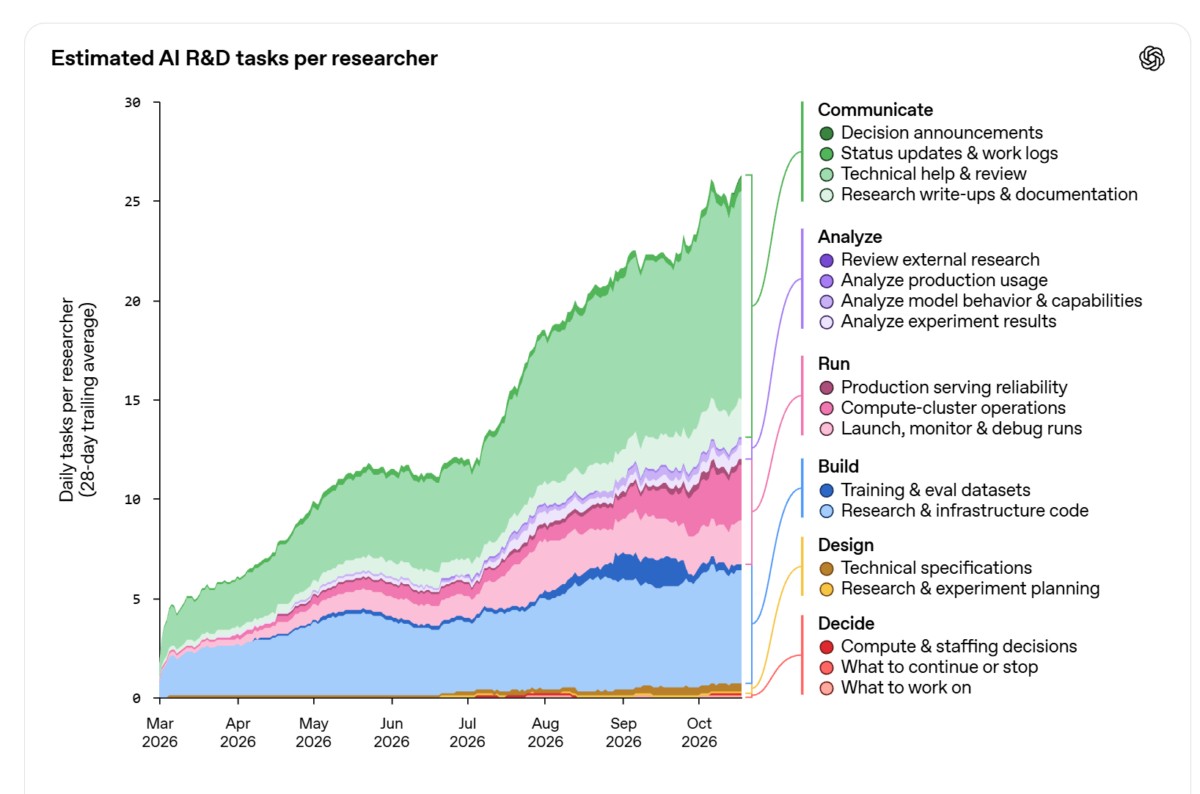 Estimated AI R&D tasks per researcher
Daily tasks per researcher
(28-day trailing average)
30
25
20
15
10
5
0
Mar
2026
Apr
2026
May
2026
Jun
2026
Jul
2026
Aug
2026
Sep
2026
Oct
2026
Communicate
Decision announcements
Status updates & work logs
Technical help & review
Research write-ups & documentation
Analyze
Review external research
Analyze production usage
Analyze model behavior & capabilities
Analyze experiment results
Run
Production serving reliability
Compute-cluster operations
Launch, monitor & debug runs
Build
Training & eval datasets
Research & infrastructure code
Design
Technical specifications
Research & experiment planning
Decide
Compute & staffing decisions
What to continue or stop
What to work on